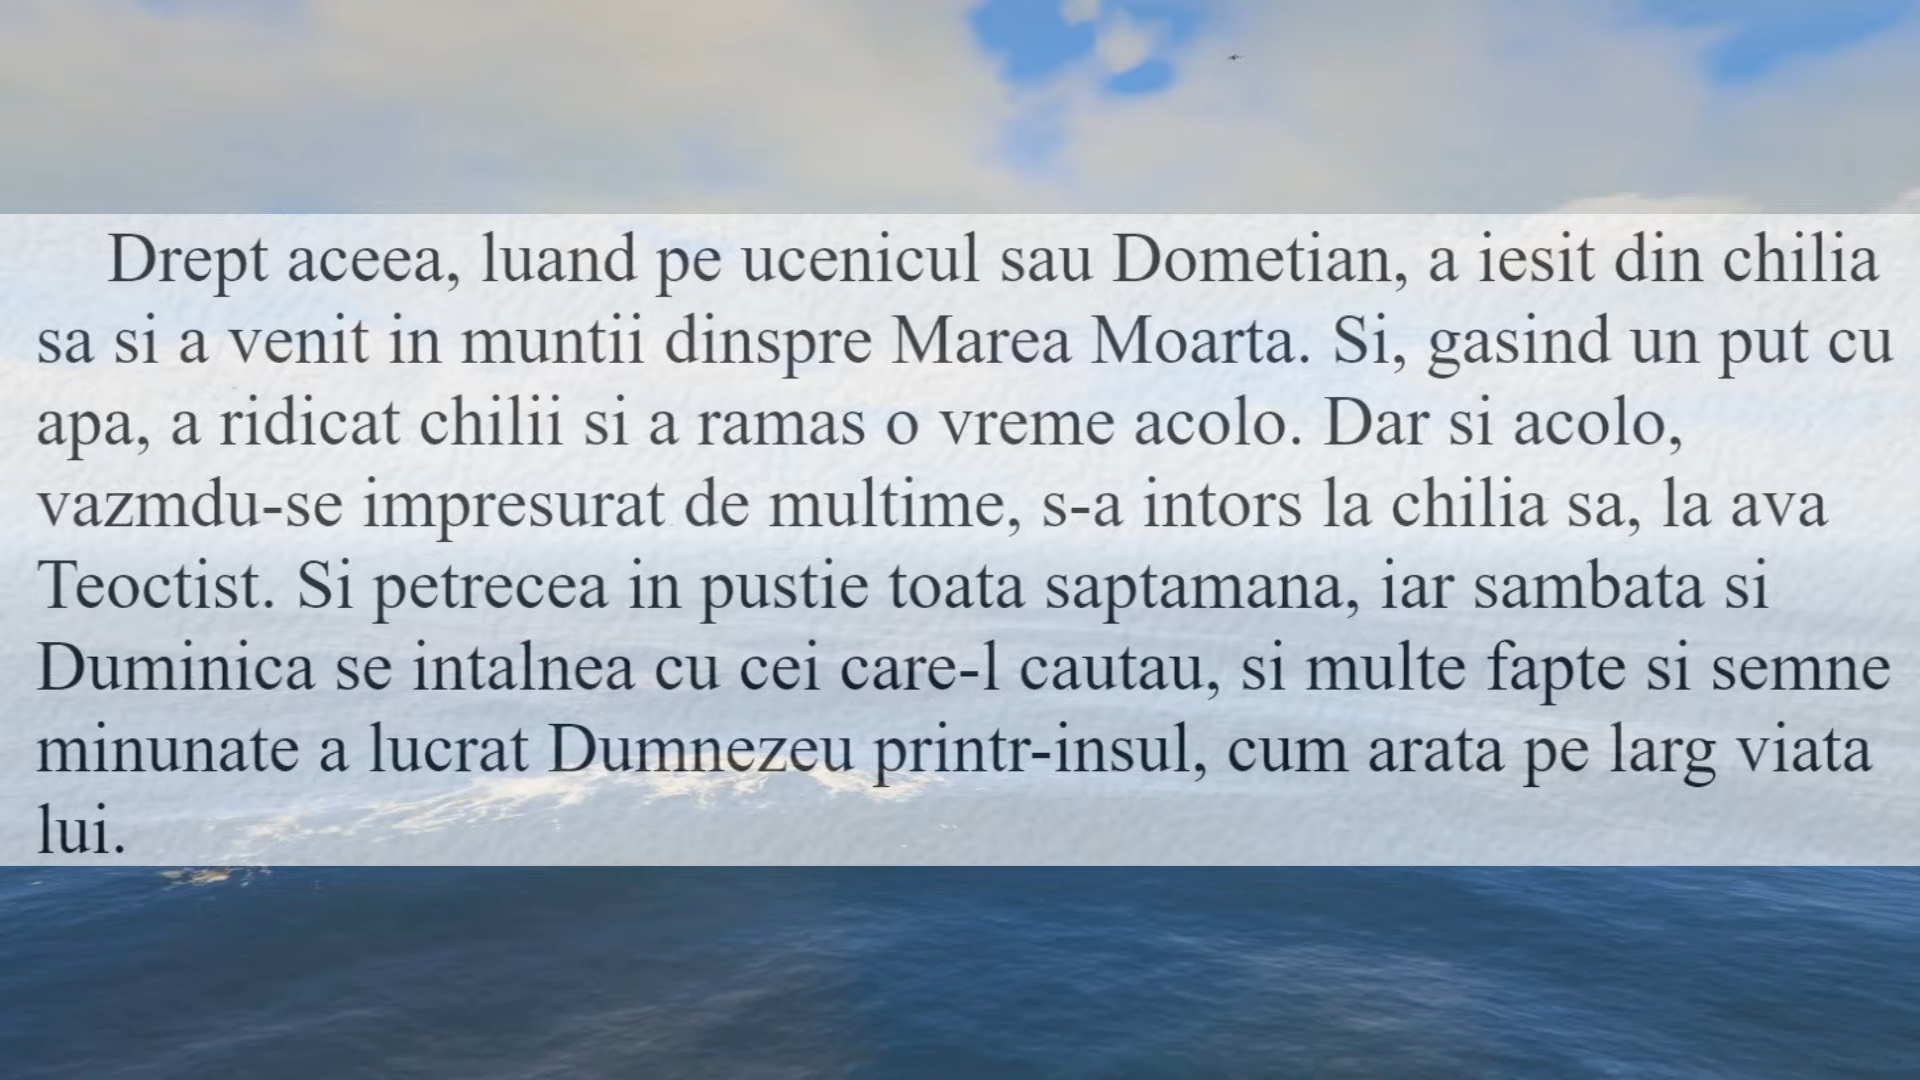 Drept aceea, luand pe ucenicul sau Dometian, a iesit din chilia
sa si a venit in muntii dinspre Marea Moarta. Si, gasind un put cu
apa, a ridicat chilii si a ramas o vreme acolo. Dar si acolo,
vazmdu-se impresurat de multime, s-a intors la chilia sa, la ava
Teoctist. Si petrecea in pustie toata saptamana, iar sambata si
Duminica se intalnea cu cei care-l cautau, si multe fapte si semne
minunate a lucrat Dumnezeu printr-insul, cum arata pe larg viata
lui.